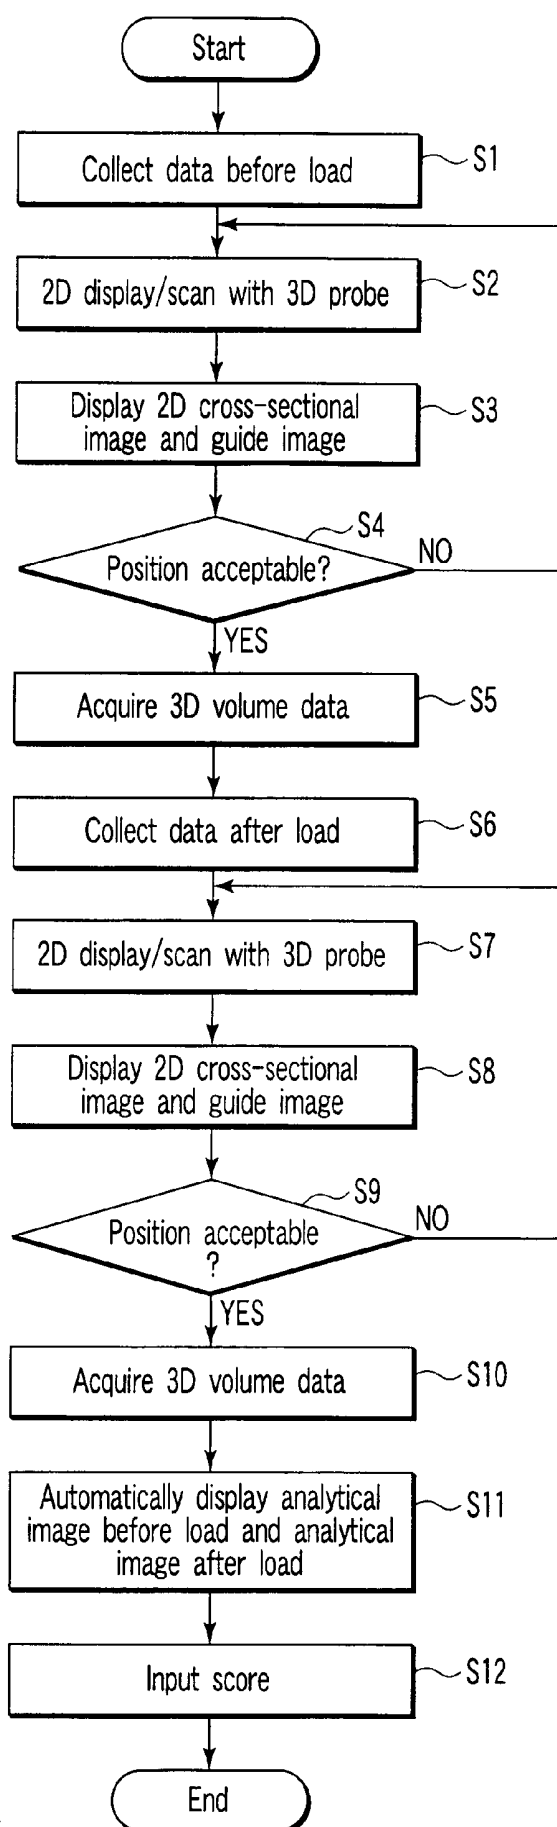 Start
Collect data before load
S1
2D display/scan with 3D probe
S2
Display 2D cross-sectional
image and guide image
S3
S4
Position acceptable?
NO
YES
Acquire 3D volume data
S5
Collect data after load
S6
2D display/scan with 3D probe
S7
Display 2D cross-sectional
image and guide image
S8
S9
Position acceptable
?
NO
YES
Acquire 3D volume data
S10
Automatically display analytical
image before load and analytical
image after load
S11
Input score
S12
End